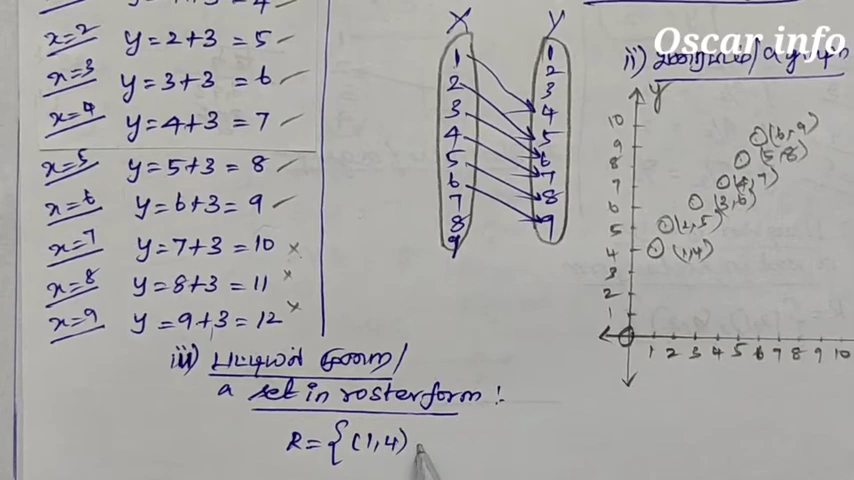 x=2 y=2+3 = 5
x=3 y=3+3 = 6
x=4 y=4+3 = 7
x=5 y=5+3 = 8
x=6 y=6+3 = 9
x=7 y=7+3 = 10 ×
x=8 y=8+3 = 11 ×
x=9 y=9+3 = 12 ×
iii) பட்டியல் முறை/
a set in roster form :
R={(1,4)
X Y
1 1
2 2
3 3
4 4
5 5
6 6
7 7
8 8
9 9
Oscar info
ii)
y
10
9 (6,9)
8 (5,8)
7 (4,7)
6 (3,6)
5 (2,5)
4 (1,4)
3
2
1
1 2 3 4 5 6 7 8 9 10